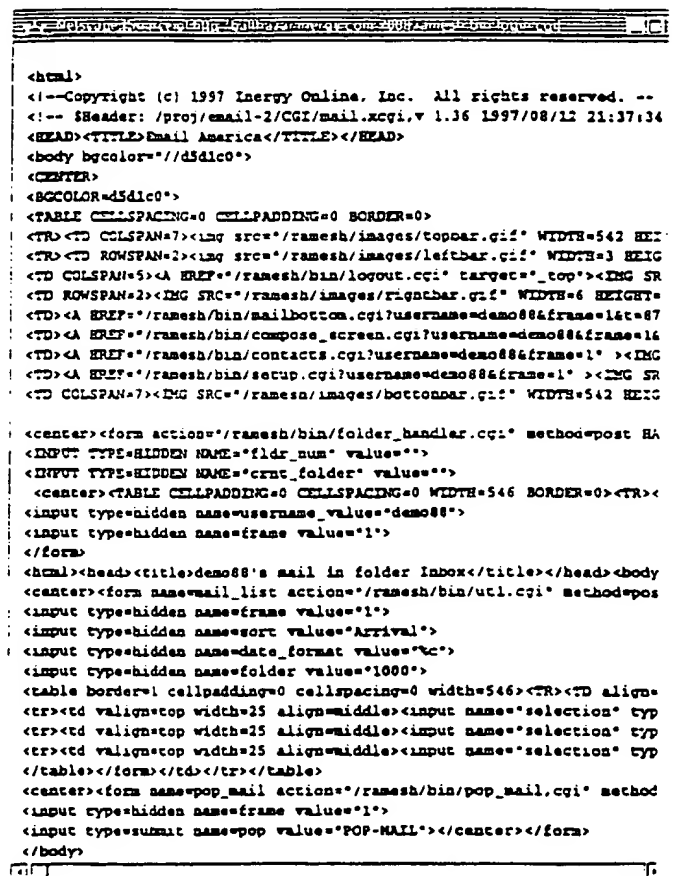 <html>
<!--Copyright (c) 1997 Inergy Online, Inc. All rights reserved. --
<!-- $Header: /proj/email-2/CGI/mail.xcgi,v 1.36 1997/08/12 21:37:34
<HEAD><TITLE>Email America</TITLE></HEAD>
<body bgcolor="//d5d1c0">
<CENTER>
<BGCOLOR=d5d1c0">
<TABLE CELLSPACING=0 CELLPADDING=0 BORDER=0>
<TR><TD COLSPAN=7><img src="/ramesh/images/topbar.gif" WIDTH=542 HEI
<TR><TD ROWSPAN=2><img src="/ramesh/images/leftbar.gif" WIDTH=3 HEIG
<TD COLSPAN=5><A HREF="/ramesh/bin/logout.cgi" target="_top"><IMG SR
<TD ROWSPAN=2><IMG SRC="/ramesh/images/rightbar.gif" WIDTH=6 HEIGHT=
<TD><A HREF="/ramesh/bin/mailbottom.cgi?username=demo88&frame=1&t=87
<TD><A HREF="/ramesh/bin/compose_screen.cgi?username=demo88&frame=1&
<TD><A HREF="/ramesh/bin/contacts.cgi?username=demo88&frame=1" ><IMG
<TD><A HREF="/ramesh/bin/setup.cgi?username=demo88&frame=1" ><IMG SR
<TD COLSPAN=7><IMG SRC="/ramesh/images/bottombar.gif" WIDTH=542 HEIG
<center><form action="/ramesh/bin/folder_handler.cgi" method=post NA
<INPUT TYPE=HIDDEN NAME="fldr_num" value="">
<INPUT TYPE=HIDDEN NAME="crnt_folder" value="">
<center><TABLE CELLPADDING=0 CELLSPACING=0 WIDTH=546 BORDER=0><TR><
<input type=hidden name=username_value="demo88">
<input type=hidden name=frame value="1">
</form>
<html><head><title>demo88's mail in folder Inbox</title></head><body
<center><form name=mail_list action="/ramesh/bin/utl.cgi" method=pos
<input type=hidden name=frame value="1">
<input type=hidden name=sort value="Arrival">
<input type=hidden name=date_format value="%c">
<input type=hidden name=folder value="1000">
<table border=1 cellpadding=0 cellspacing=0 width=546><TR><TD align=
<tr><td valign=top width=25 align=middle><input name="selection" typ
<tr><td valign=top width=25 align=middle><input name="selection" typ
<tr><td valign=top width=25 align=middle><input name="selection" typ
</table></form></td></tr></table>
<center><form name=pop_mail action="/ramesh/bin/pop_mail.cgi" method
<input type=hidden name=frame value="1">
<input type=submit name=pop value="POP-MAIL"></center></form>
</body>